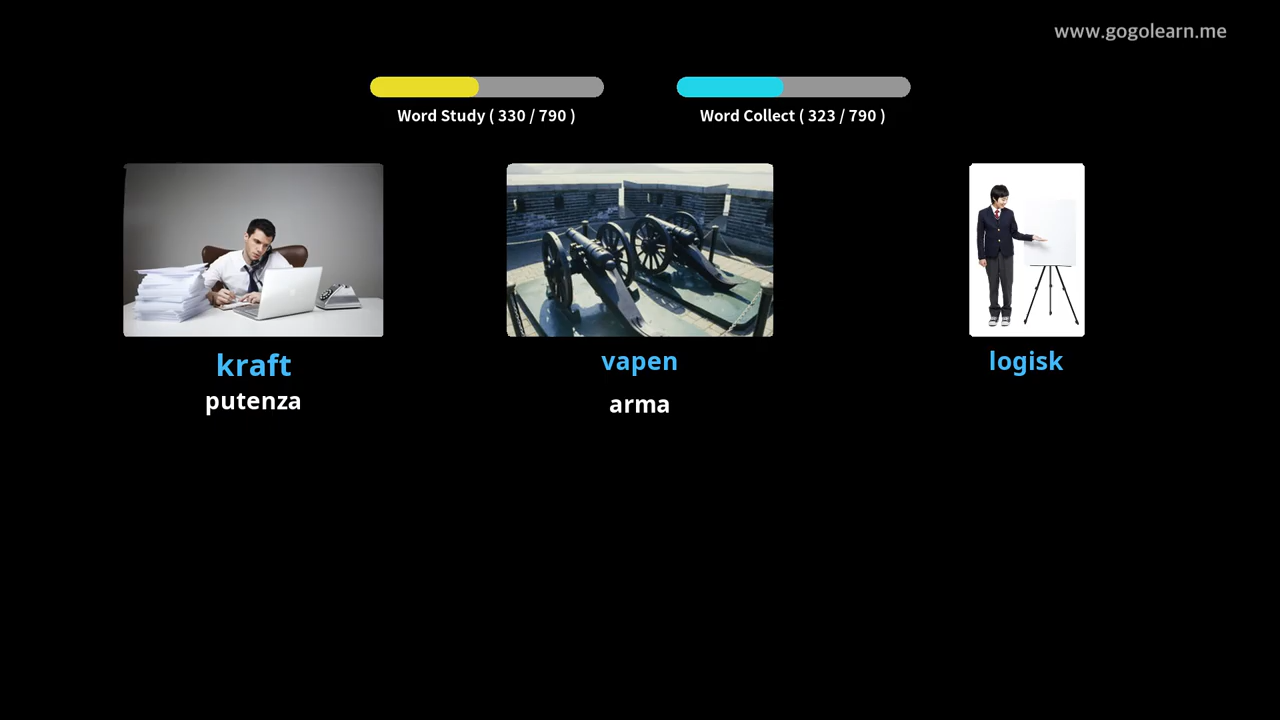 www.gogolearn.me
Word Study ( 330 / 790 )
Word Collect ( 323 / 790 )
kraft
putenza
vapen
arma
logisk